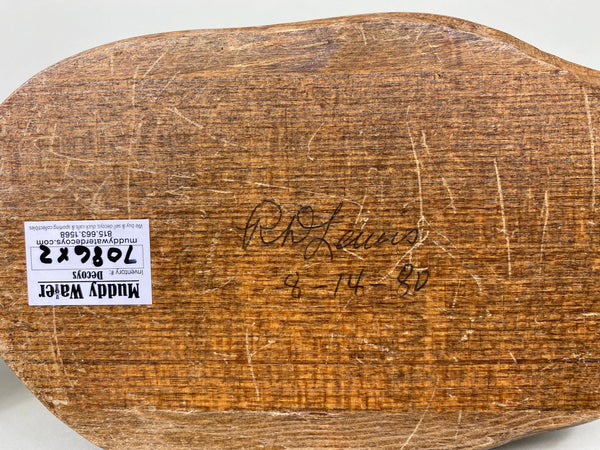 RhD Lewis
8-14-80
Muddy Water
Decoys
Inventory #:
7086x2
muddywaterdecoys.com
815.663.1568
We buy & sell decoys, duck calls & sporting collectibles